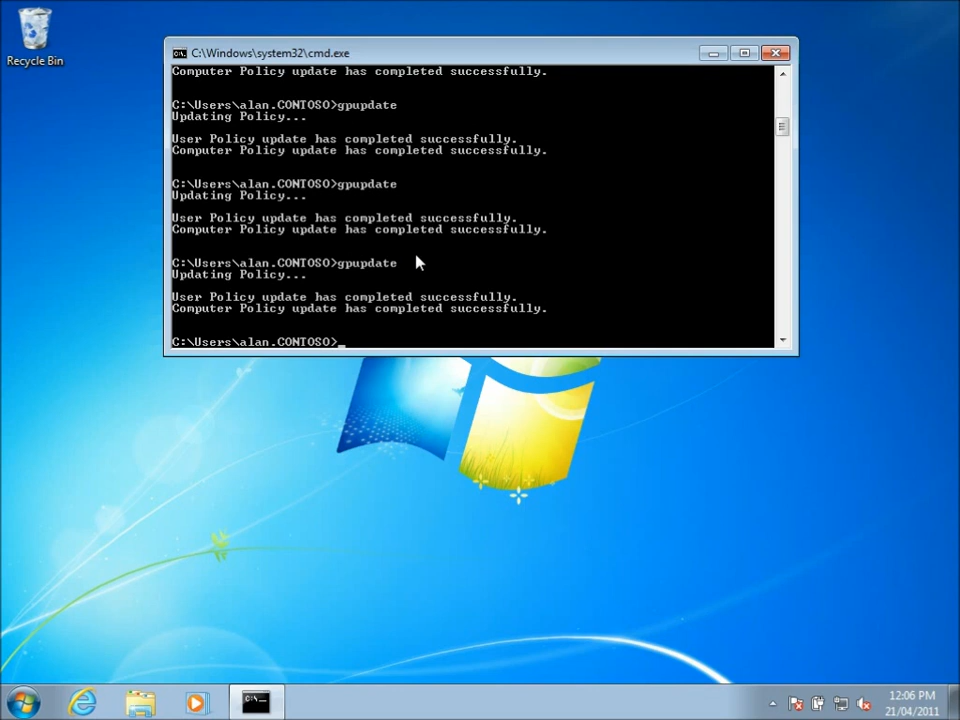 Recycle Bin
C:\Windows\system32\cmd.exe
Computer Policy update has completed successfully.
C:\Users\alan.CONTOSO>gpupdate
Updating Policy...
User Policy update has completed successfully.
Computer Policy update has completed successfully.
C:\Users\alan.CONTOSO>gpupdate
Updating Policy...
User Policy update has completed successfully.
Computer Policy update has completed successfully.
C:\Users\alan.CONTOSO>gpupdate
Updating Policy...
User Policy update has completed successfully.
Computer Policy update has completed successfully.
C:\Users\alan.CONTOSO>_
12:06 PM
21/04/2011